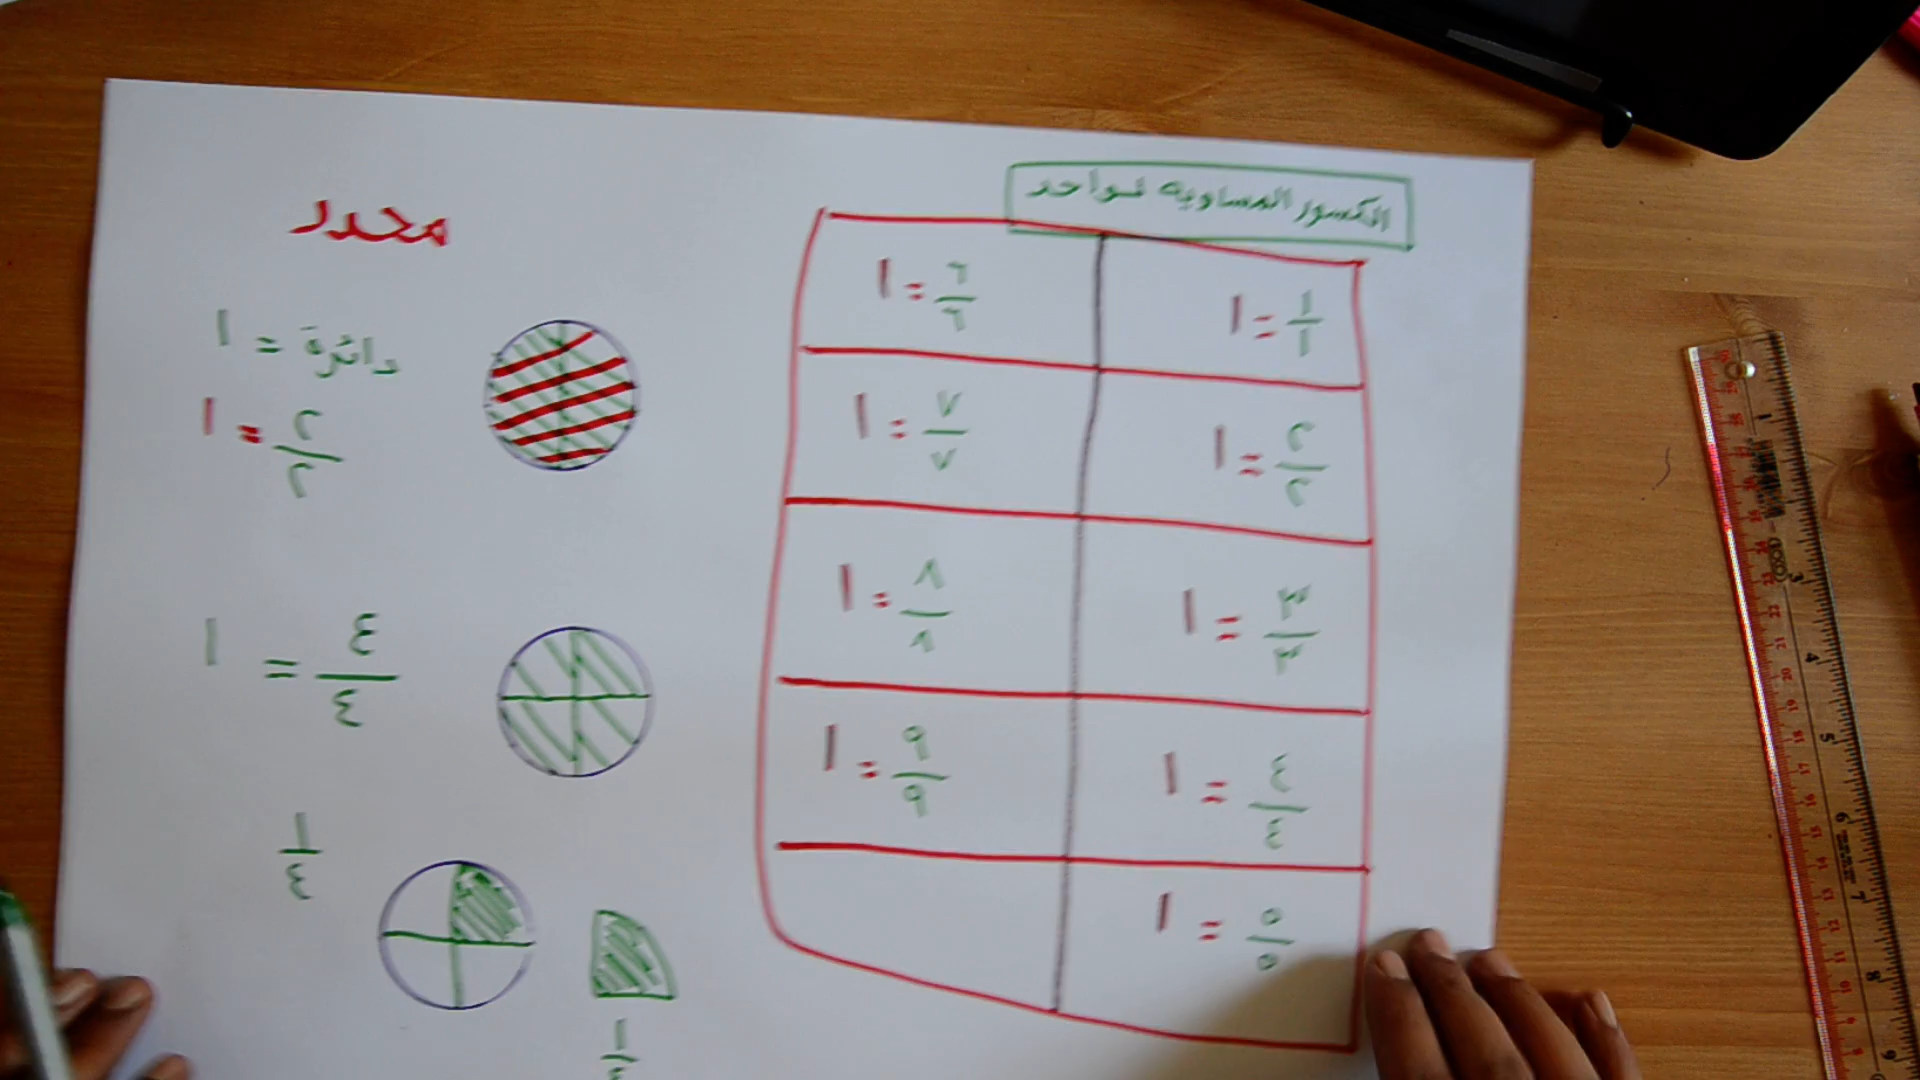 الكسور المساويه لواحد
١/١ = ١
٦/٦ = ١
٢/٢ = ١
٧/٧ = ١
٣/٣ = ١
٨/٨ = ١
٤/٤ = ١
٩/٩ = ١
٥/٥ = ١
محدد
دائرة = ١
٢/٢ = ١
٤/٤ = ١
١/٤